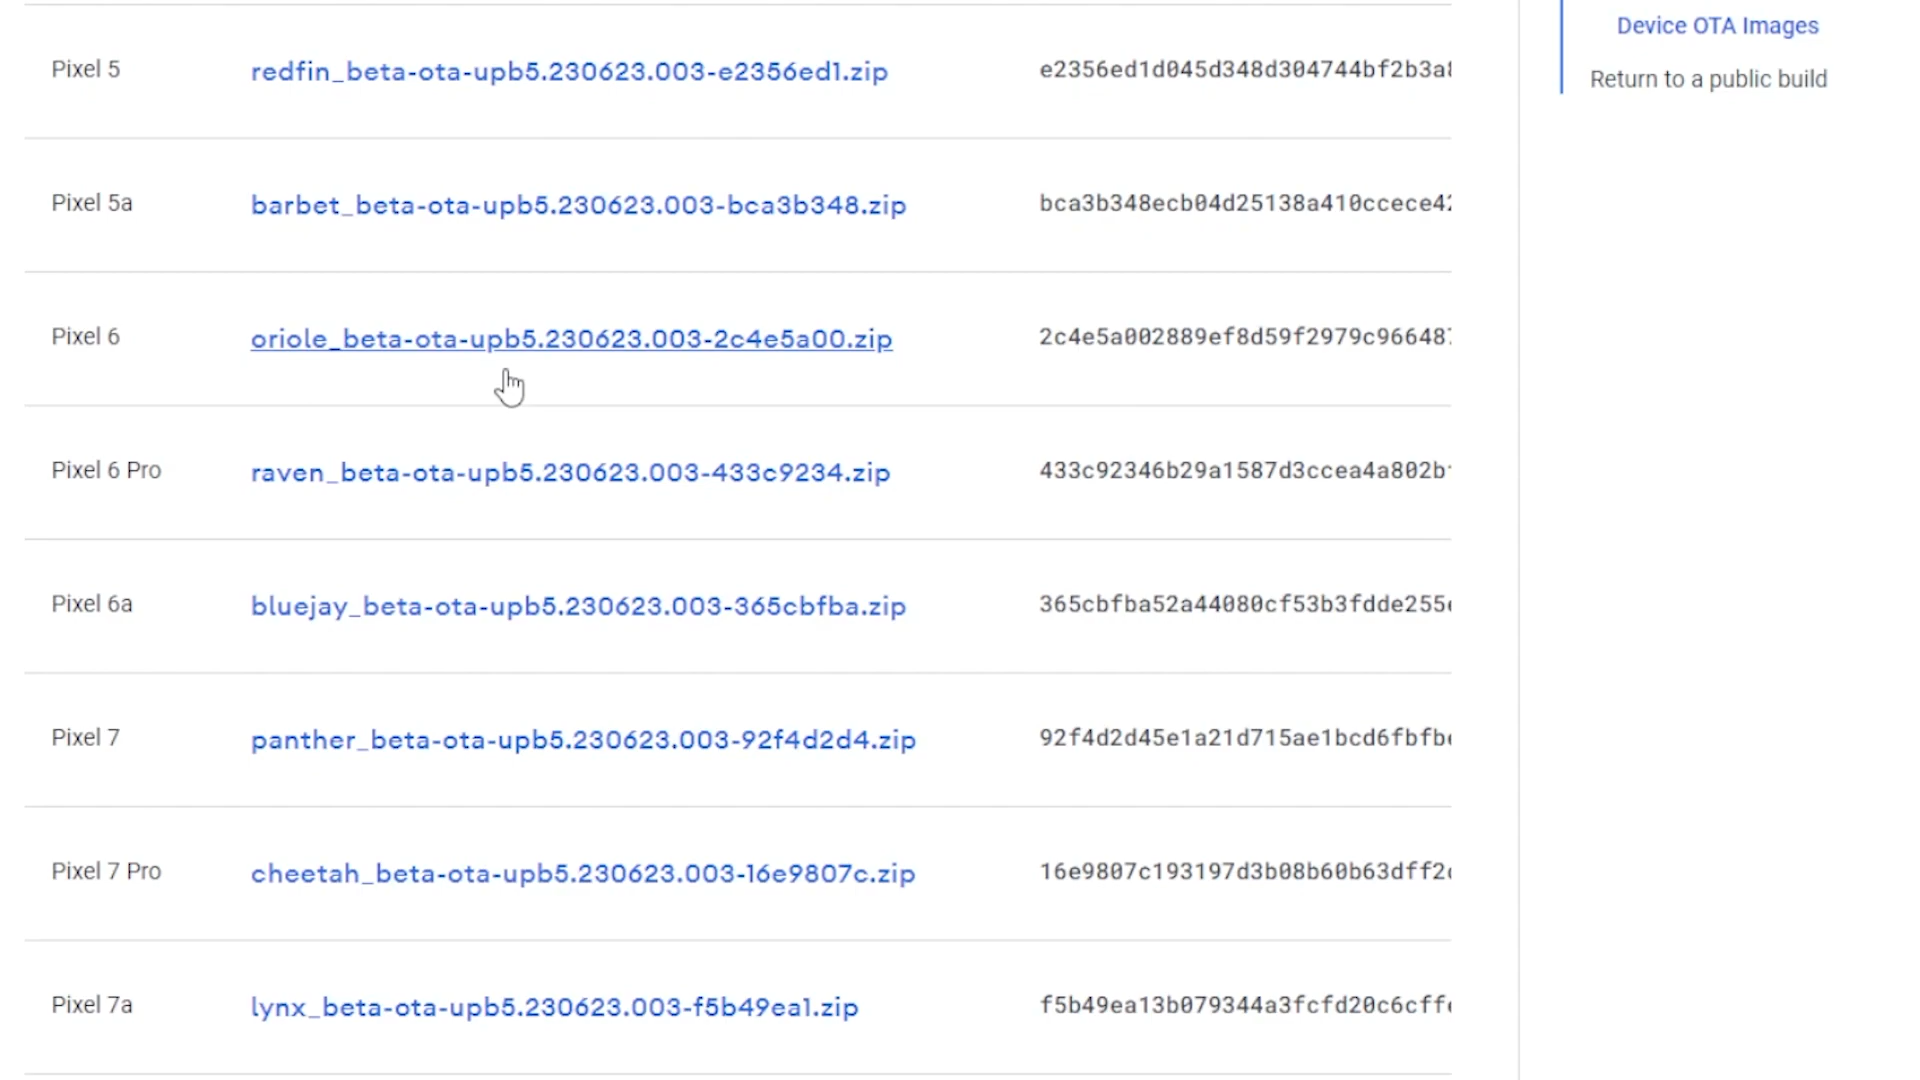 Pixel 5 redfin_beta-ota-upb5.230623.003-e2356ed1.zip e2356ed1d045d348d304744bf2b3a8
Pixel 5a barbet_beta-ota-upb5.230623.003-bca3b348.zip bca3b348ecb04d25138a410ccece42
Pixel 6 oriole_beta-ota-upb5.230623.003-2c4e5a00.zip 2c4e5a002889ef8d59f2979c966487
Pixel 6 Pro raven_beta-ota-upb5.230623.003-433c9234.zip 433c92346b29a1587d3ccea4a802b
Pixel 6a bluejay_beta-ota-upb5.230623.003-365cbfba.zip 365cbfba52a44080cf53b3fdde255
Pixel 7 panther_beta-ota-upb5.230623.003-92f4d2d4.zip 92f4d2d45e1a21d715ae1bcd6fbfb
Pixel 7 Pro cheetah_beta-ota-upb5.230623.003-16e9807c.zip 16e9807c193197d3b08b60b63dff2
Pixel 7a lynx_beta-ota-upb5.230623.003-f5b49ea1.zip f5b49ea13b079344a3fcfd20c6cff
Device OTA Images
Return to a public build